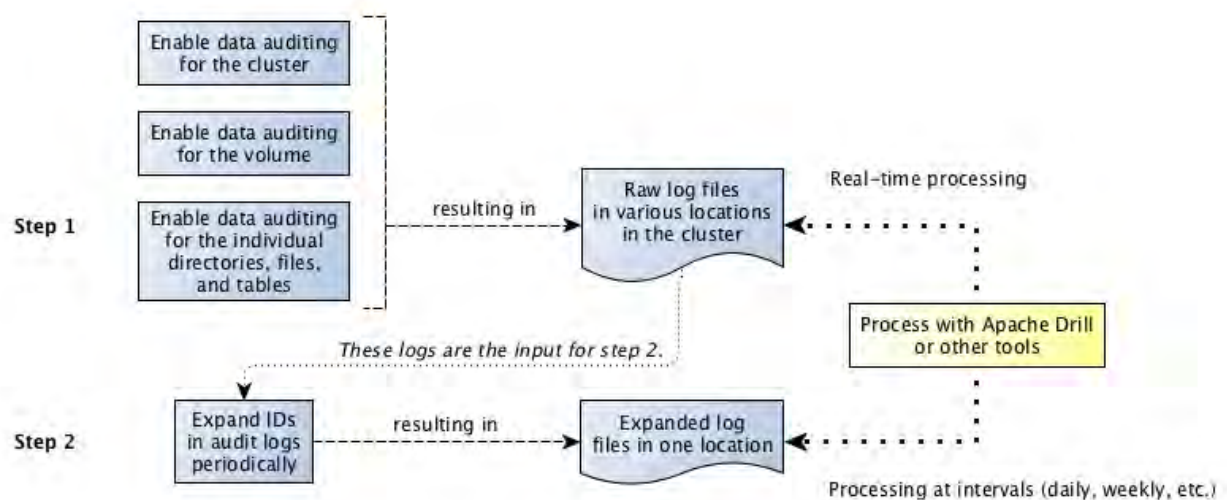 Enable data auditing
for the cluster
Enable data auditing
for the volume
Step 1
Enable data auditing
for the individual
directories, files,
and tables
resulting in
Raw log files
in various locations
in the cluster
Real-time processing
Process with Apache Drill
or other tools
These logs are the input for step 2.
Step 2
Expand IDs
in audit logs
periodically
resulting in
Expanded log
files in one location
Processing at intervals (daily, weekly, etc.)